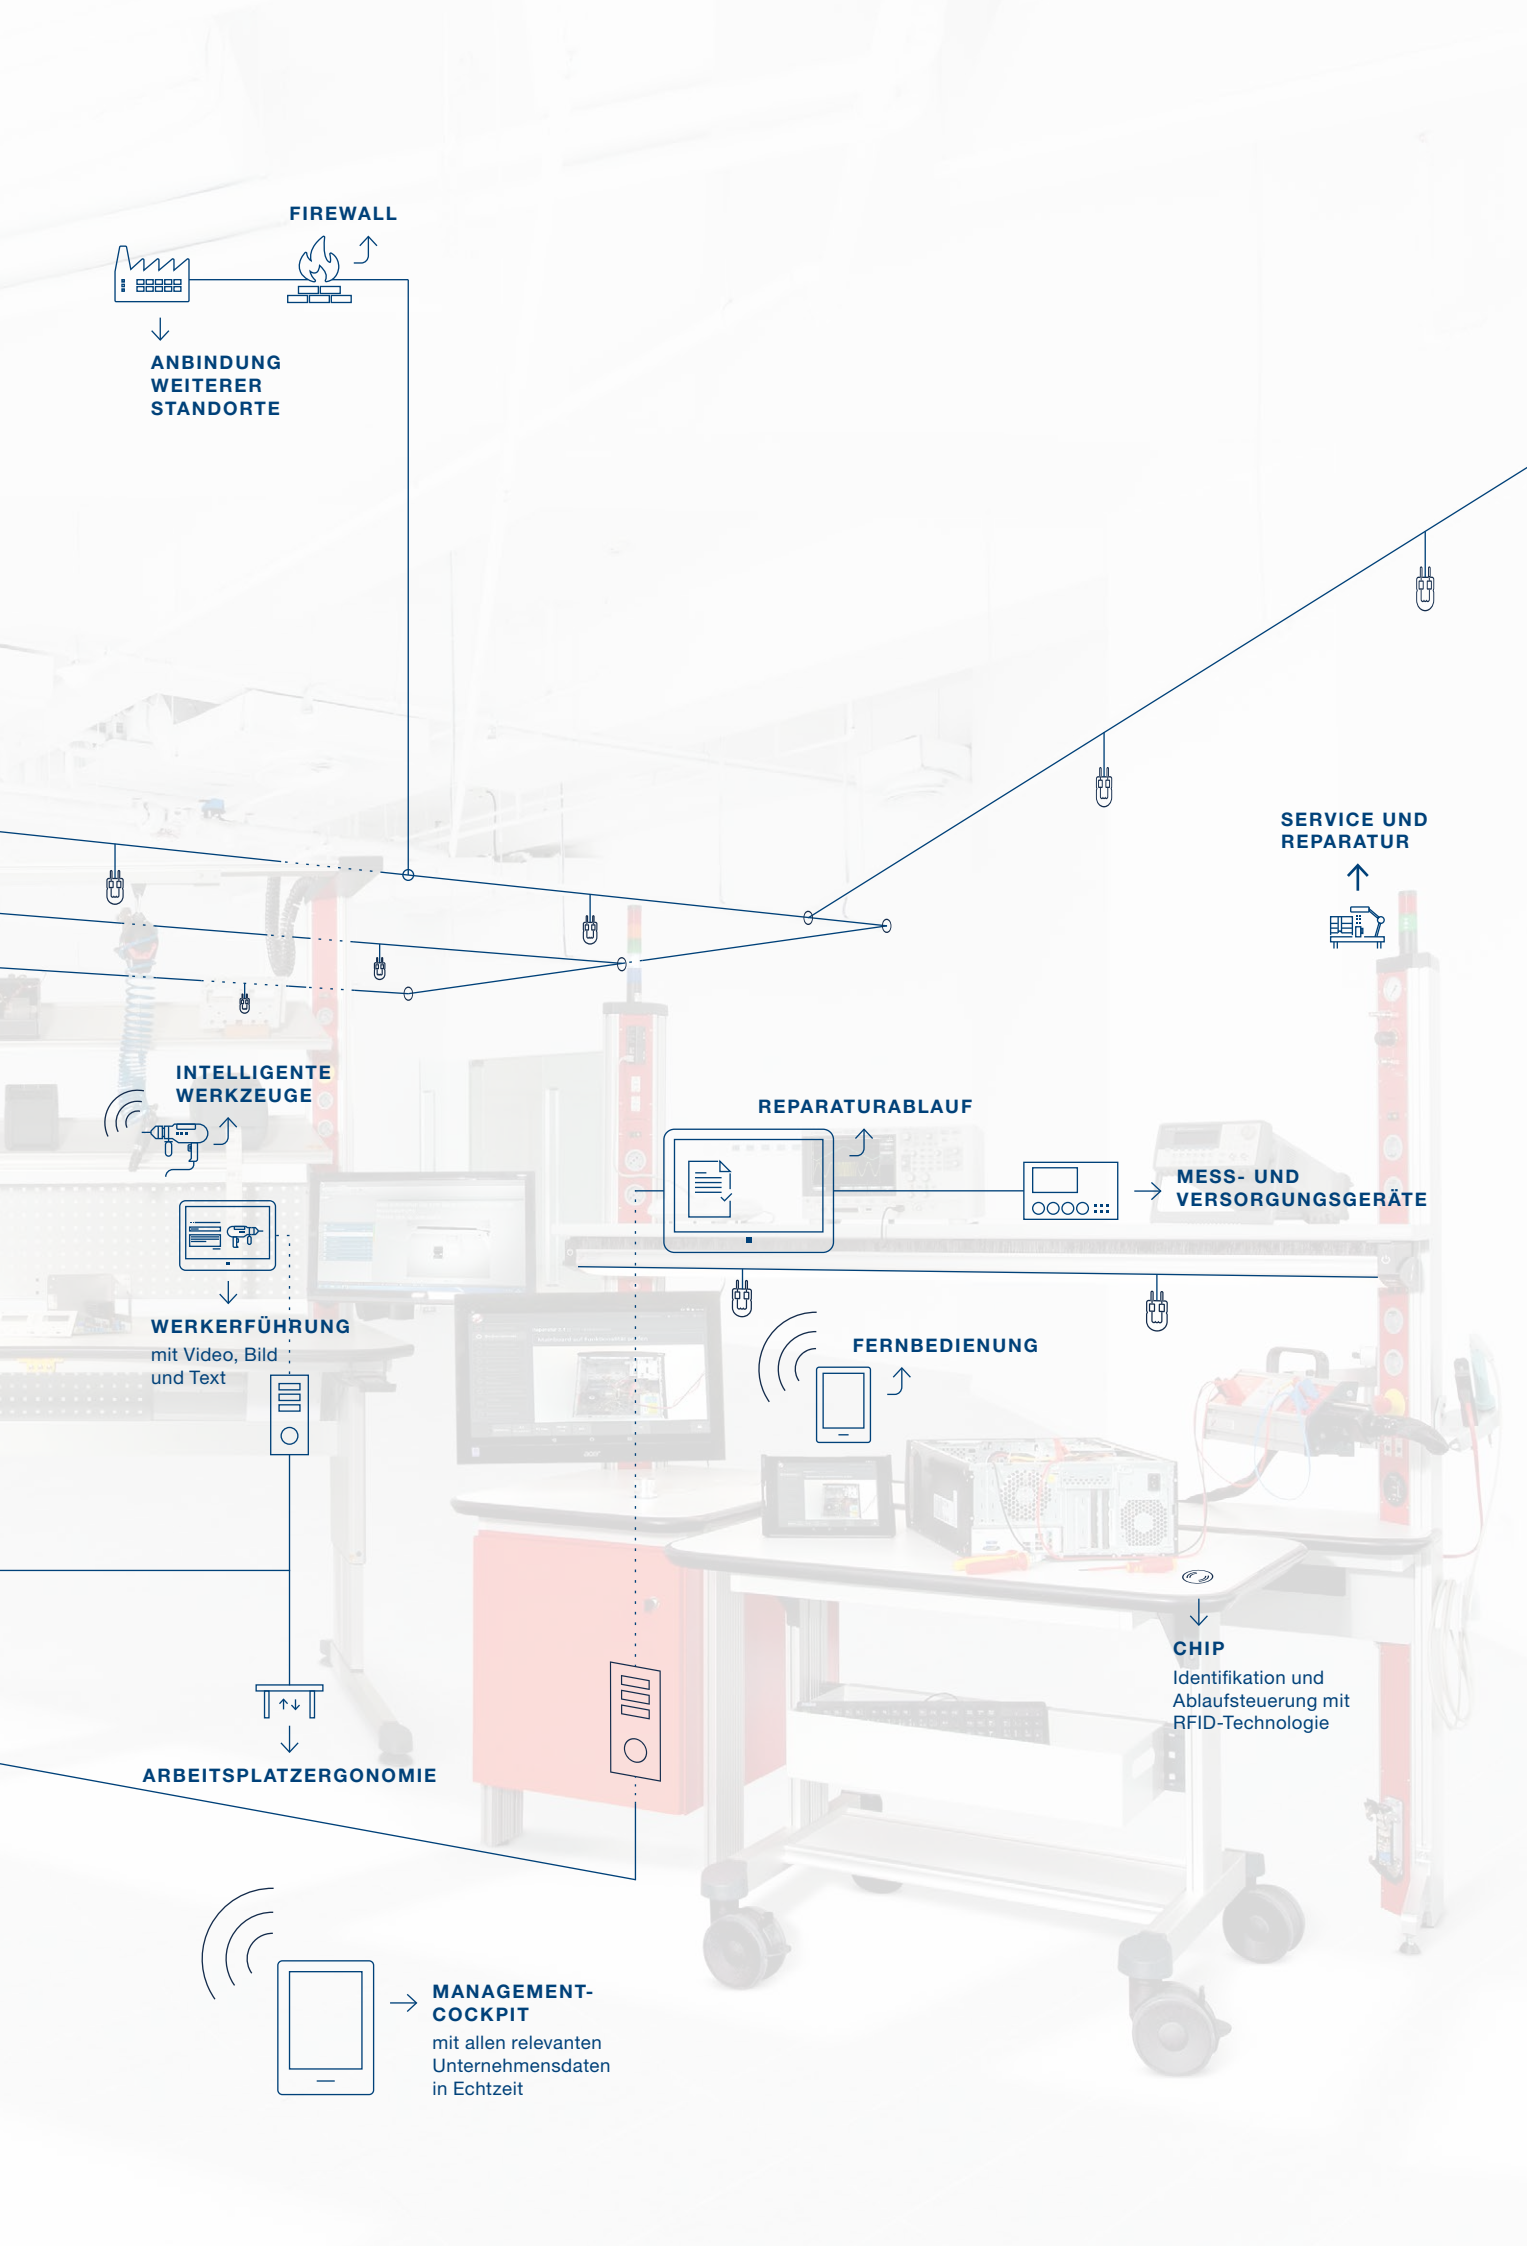 FIREWALL
ANBINDUNG
WEITERER
STANDORTE
SERVICE UND
REPARATUR
INTELLIGENTE
WERKZEUGE
REPARATURABLAUF
MESS- UND
VERSORGUNGSGERÄTE
WERKERFÜHRUNG
mit Video, Bild
und Text
FERNBEDIENUNG
acer
CHIP
Identifikation und
Ablaufsteuerung mit
RFID-Technologie
ARBEITSPLATZERGONOMIE
MANAGEMENT-
COCKPIT
mit allen relevanten
Unternehmensdaten
in Echtzeit